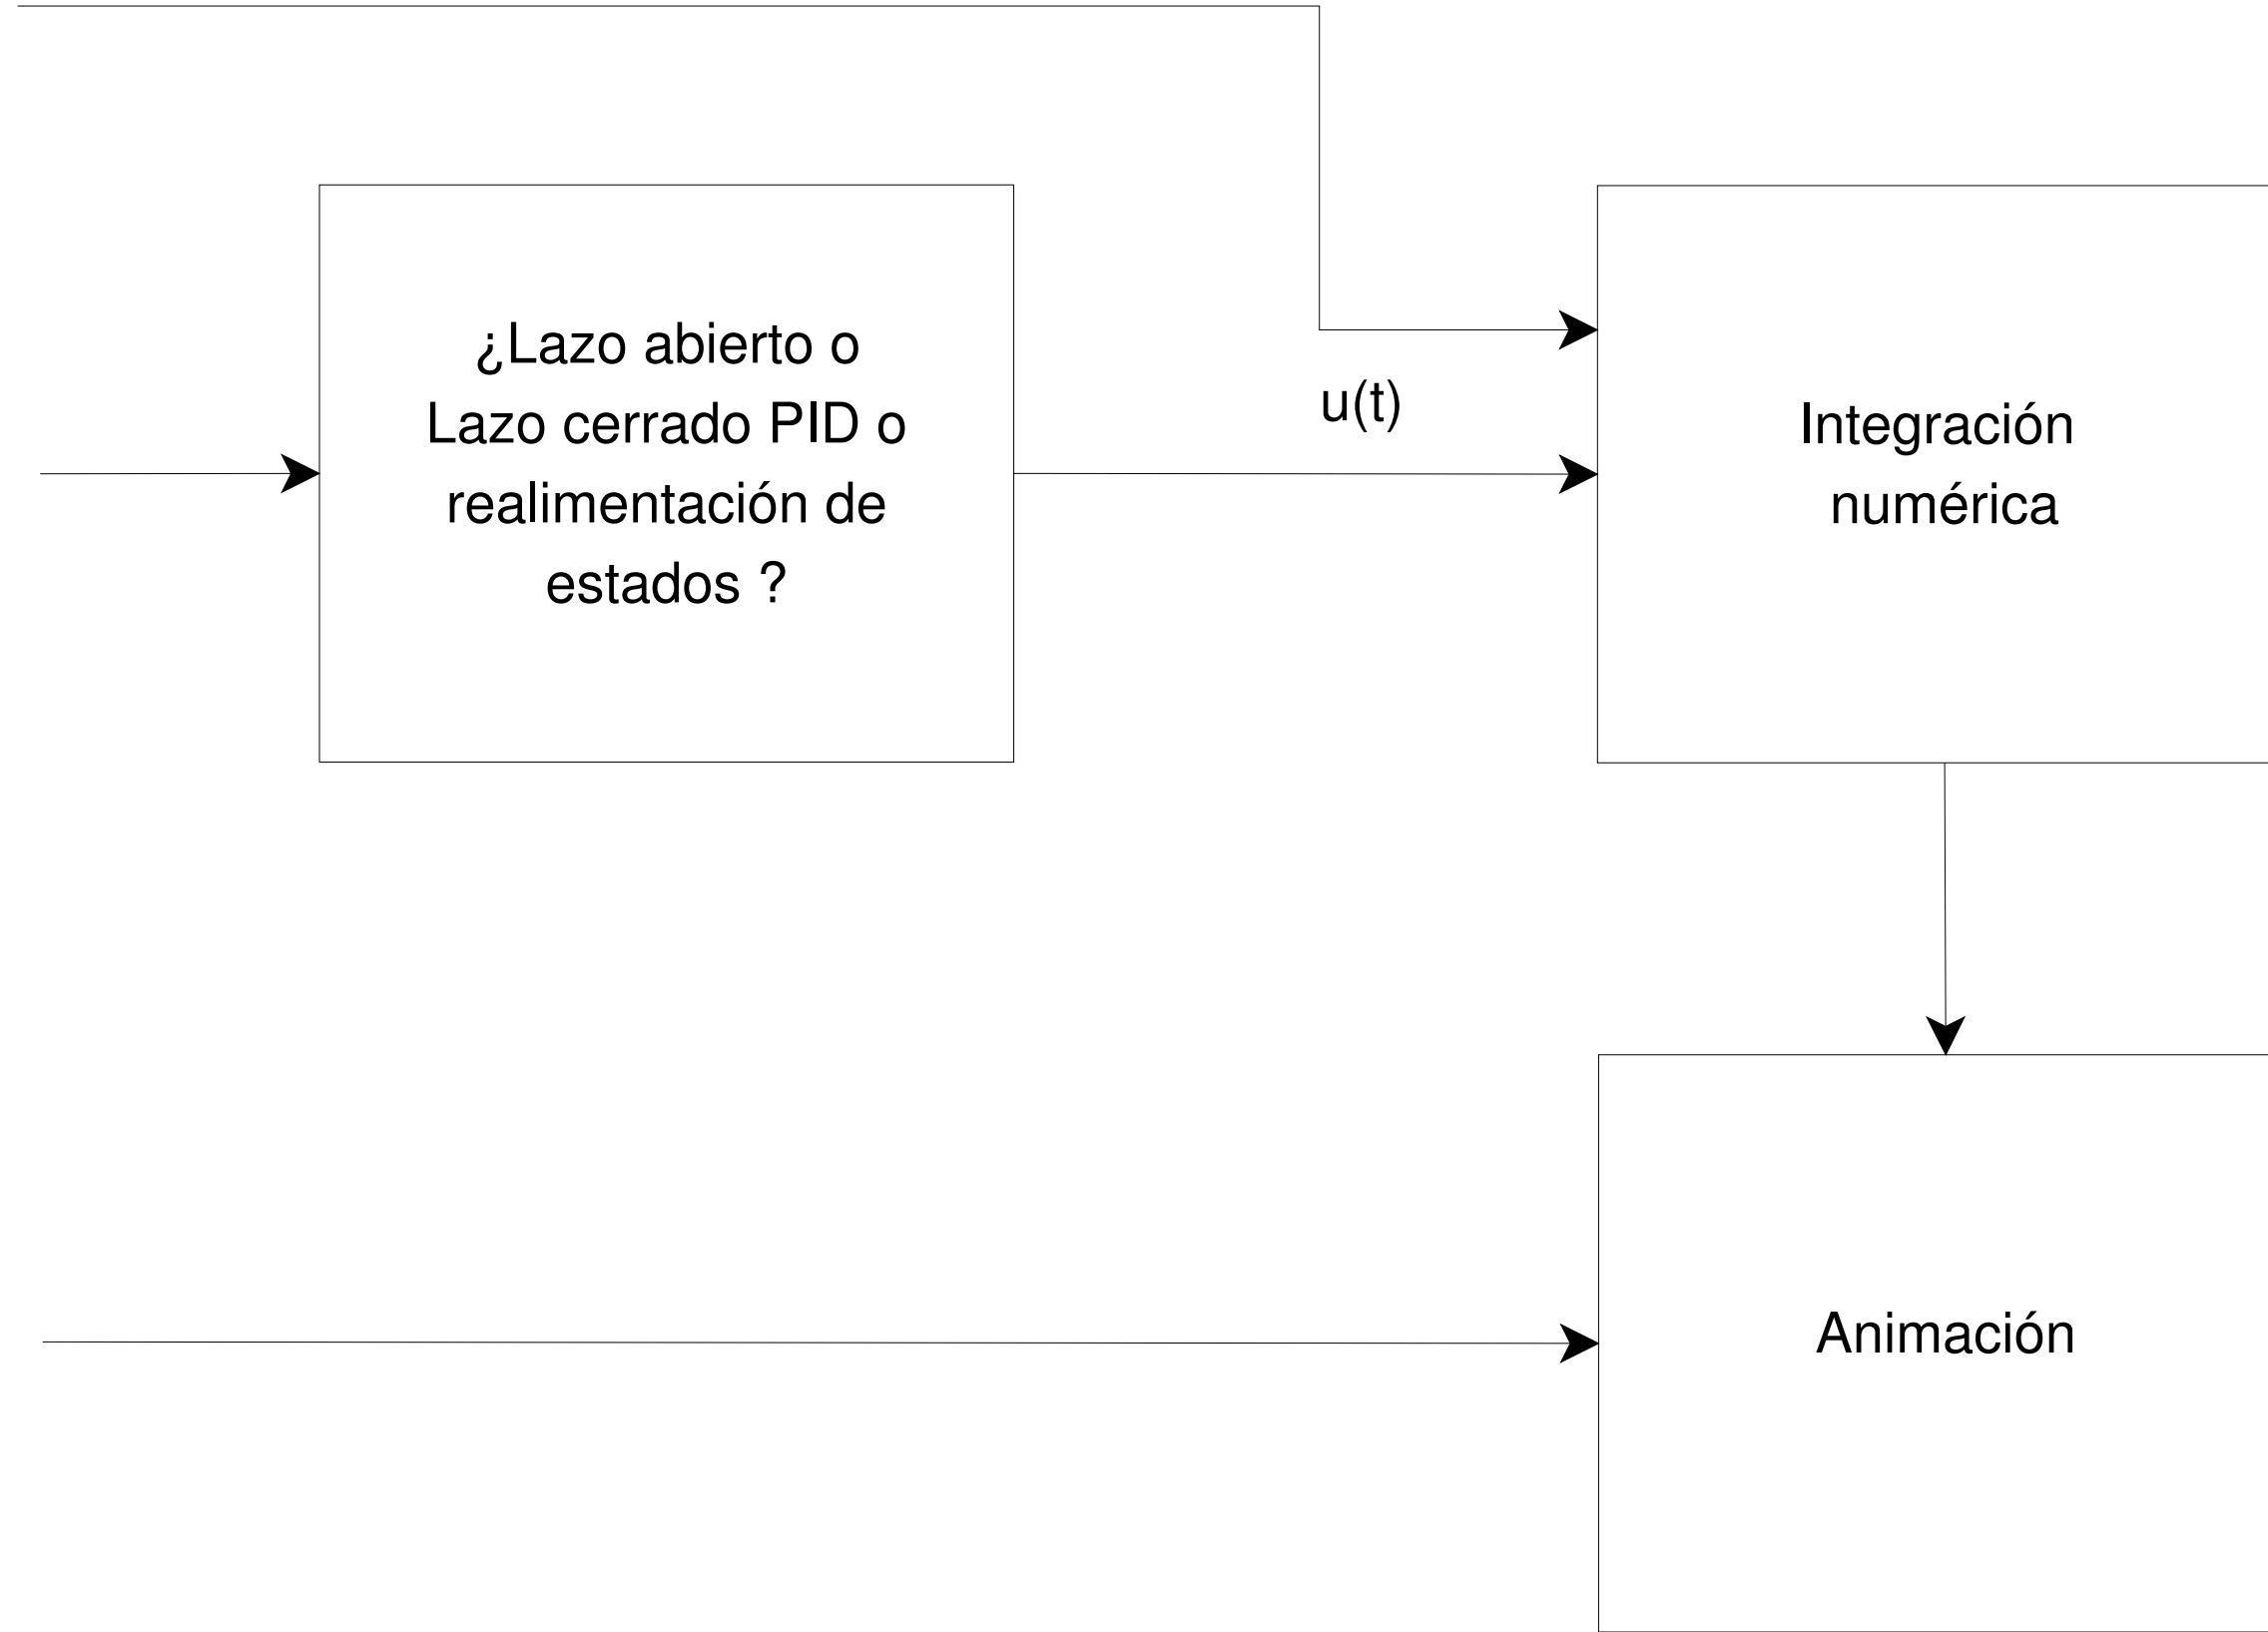 ¿Lazo abierto o
Lazo cerrado PID o
realimentación de
estados ?
u(t)
Integración
numérica
Animación